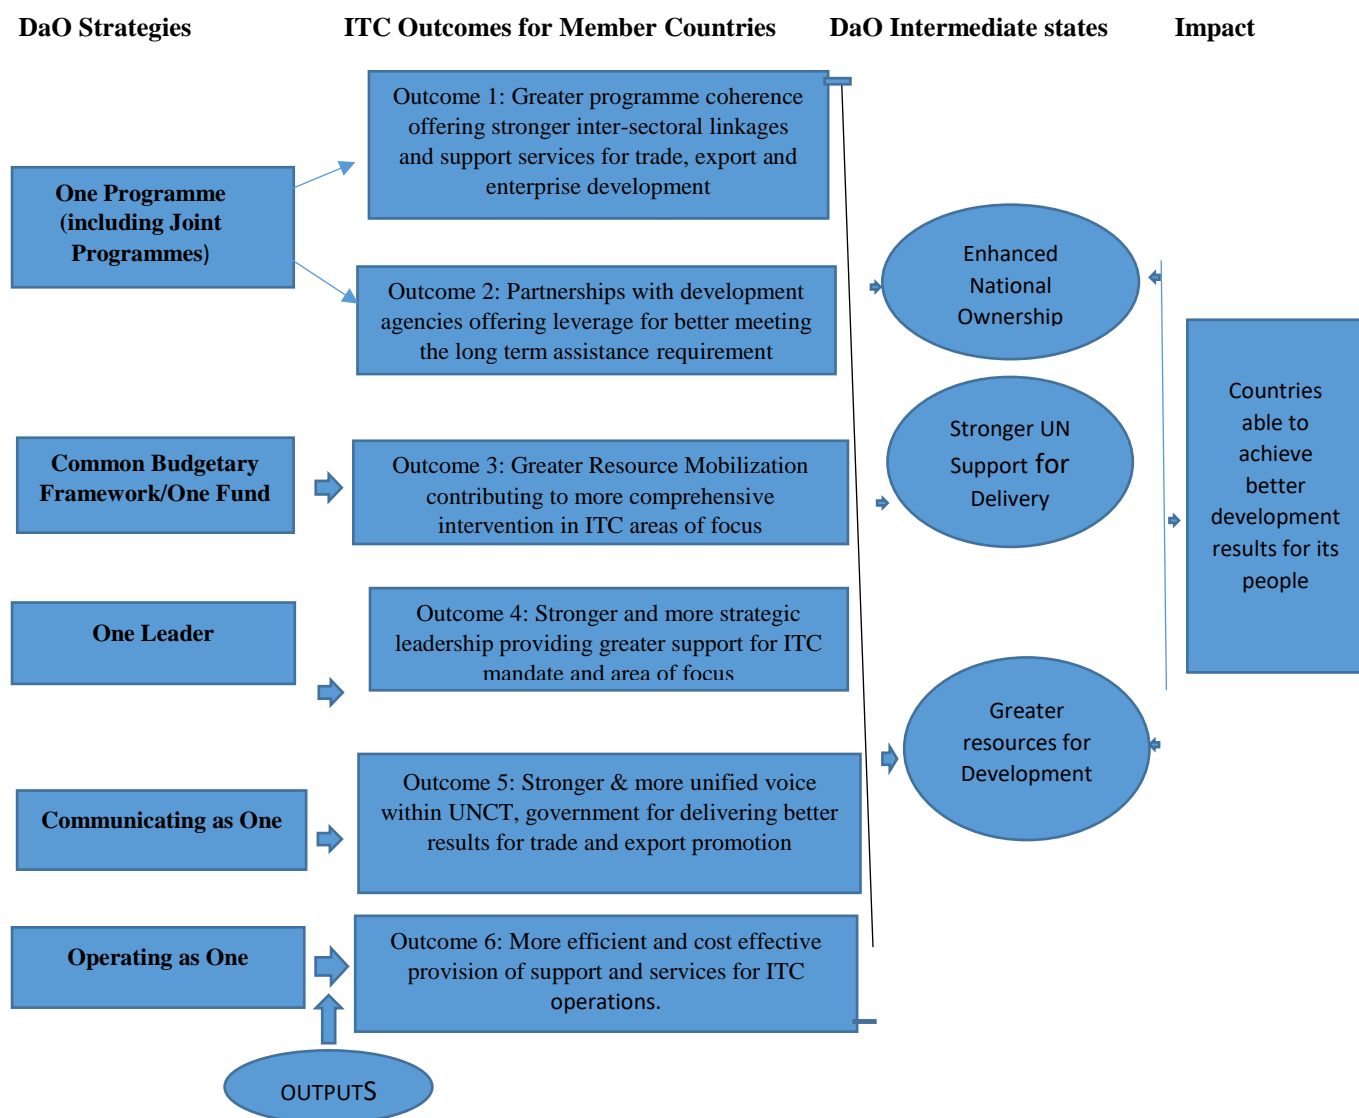 DaO Strategies
ITC Outcomes for Member Countries
DaO Intermediate states
Impact
One Programme
(including Joint
Programmes)
Outcome 1: Greater programme coherence
offering stronger inter-sectoral linkages
and support services for trade, export and
enterprise development
Outcome 2: Partnerships with development
agencies offering leverage for better meeting
the long term assistance requirement
Common Budgetary
Framework/One Fund
Outcome 3: Greater Resource Mobilization
contributing to more comprehensive
intervention in ITC areas of focus
One Leader
Outcome 4: Stronger and more strategic
leadership providing greater support for ITC
mandate and area of focus
Communicating as One
Outcome 5: Stronger & more unified voice
within UNCT, government for delivering better
results for trade and export promotion
Operating as One
Outcome 6: More efficient and cost effective
provision of support and services for ITC
operations.
OUTPUTS
Enhanced
National
Ownership
Stronger UN
Support for
Delivery
Greater
resources for
Development
Countries
able to
achieve
better
development
results for its
people